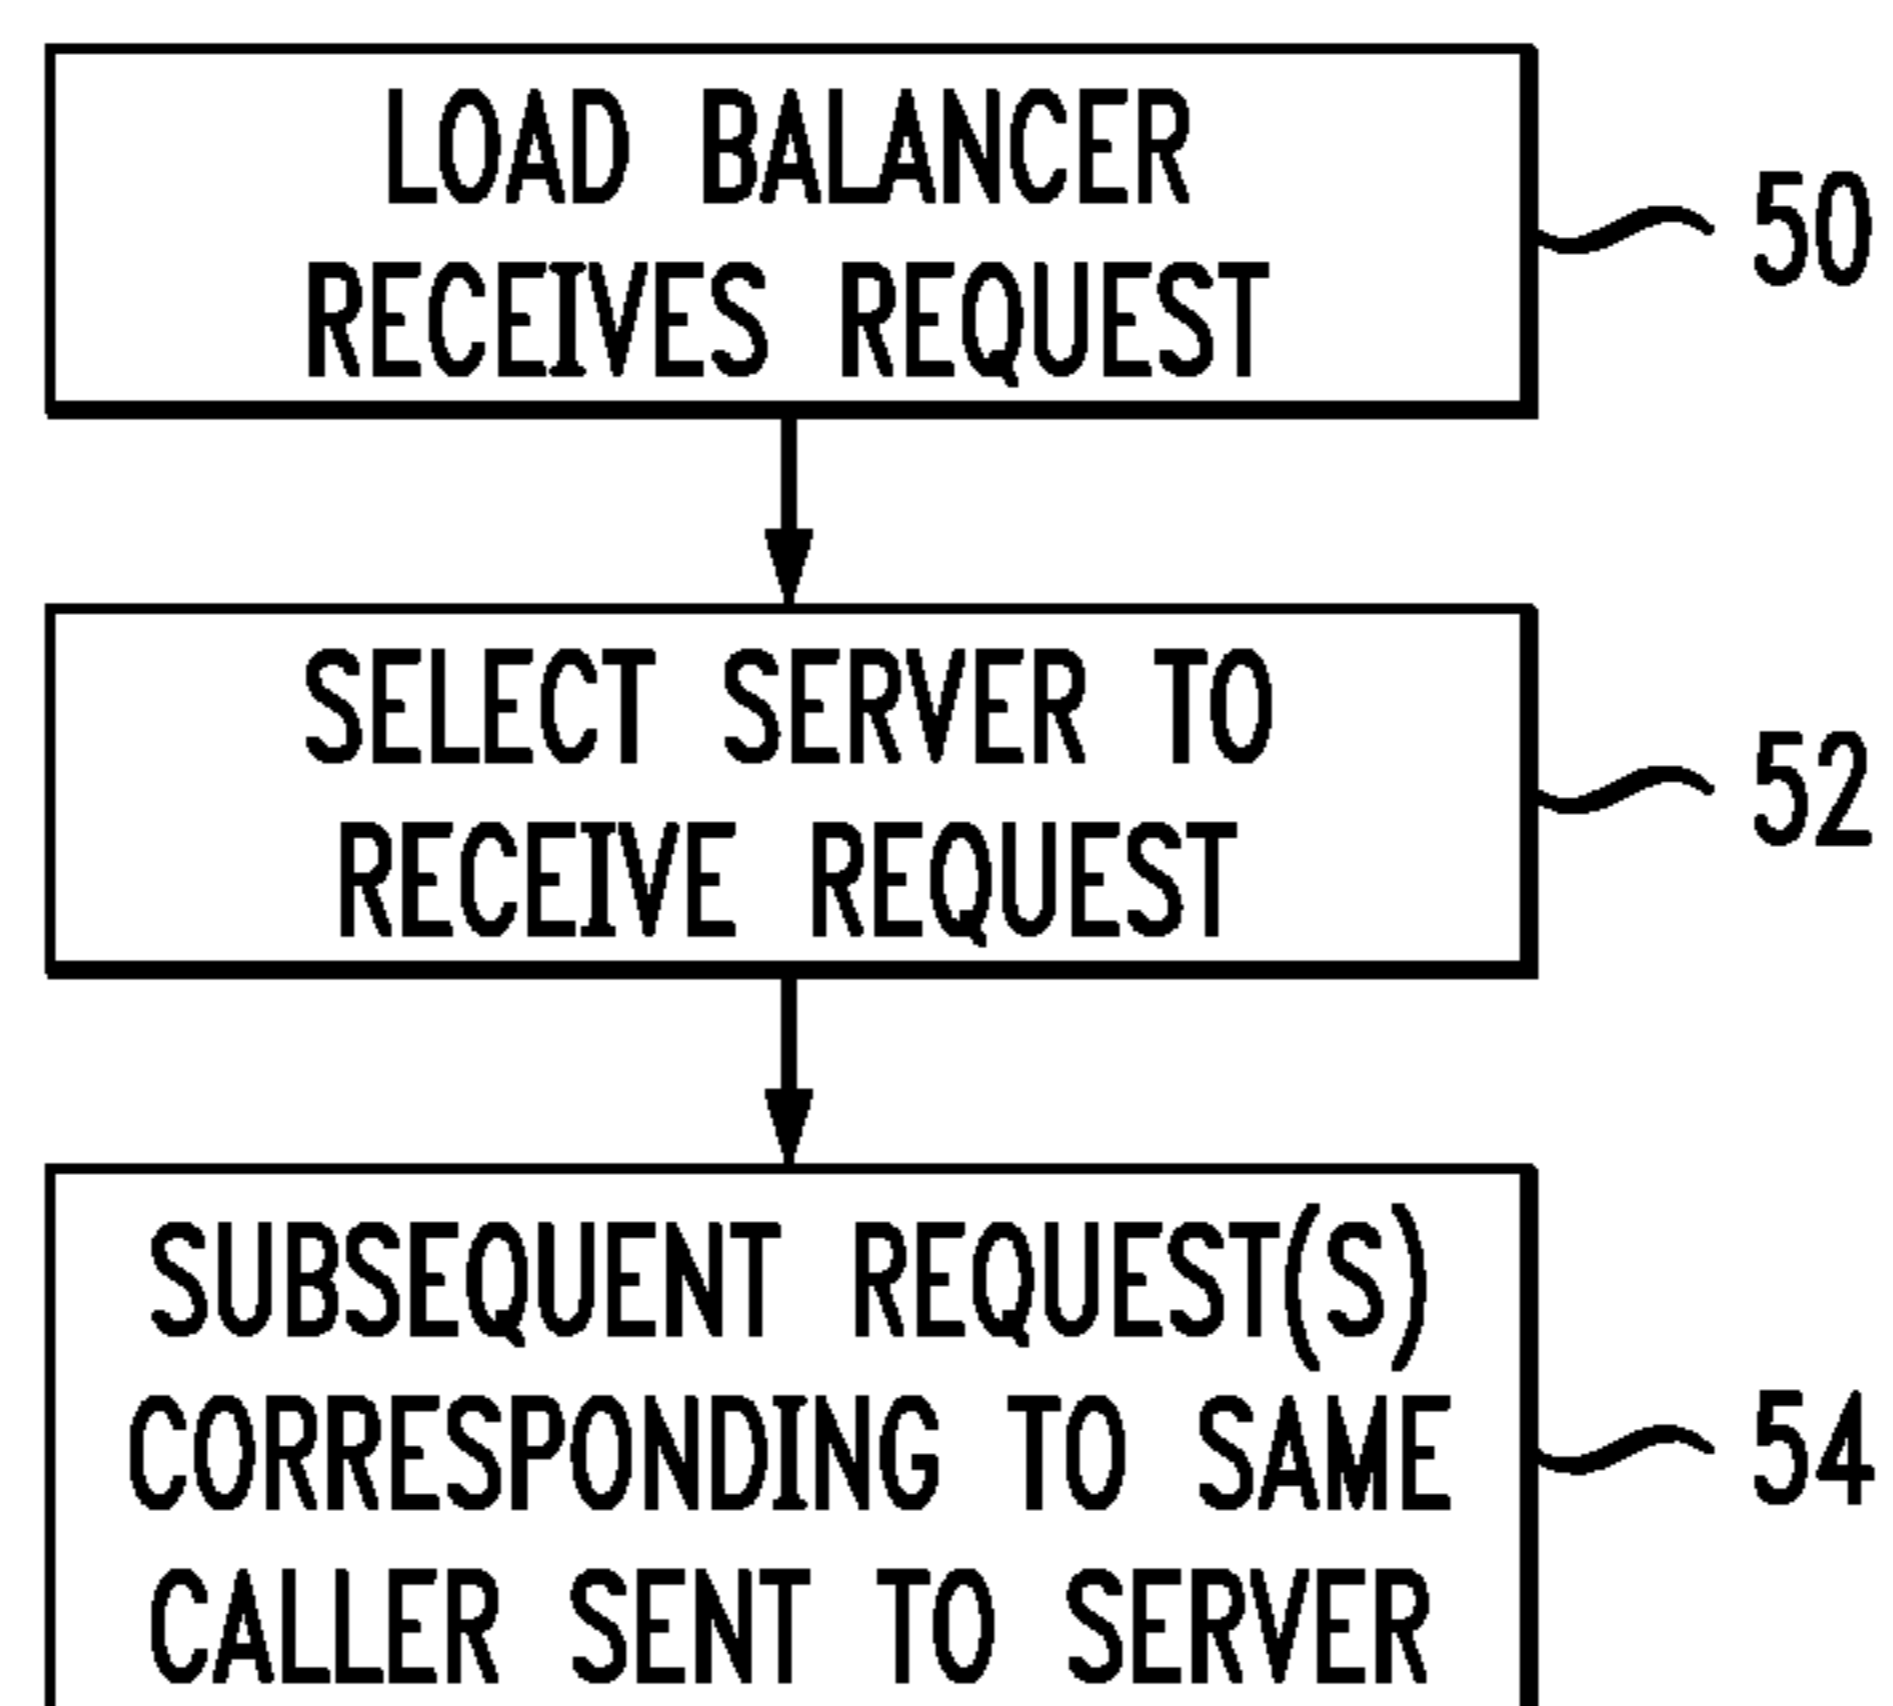 LOAD BALANCER
RECEIVES REQUEST
50
SELECT SERVER TO
RECEIVE REQUEST
52
SUBSEQUENT REQUEST(S)
CORRESPONDING TO SAME
CALLER SENT TO SERVER
54